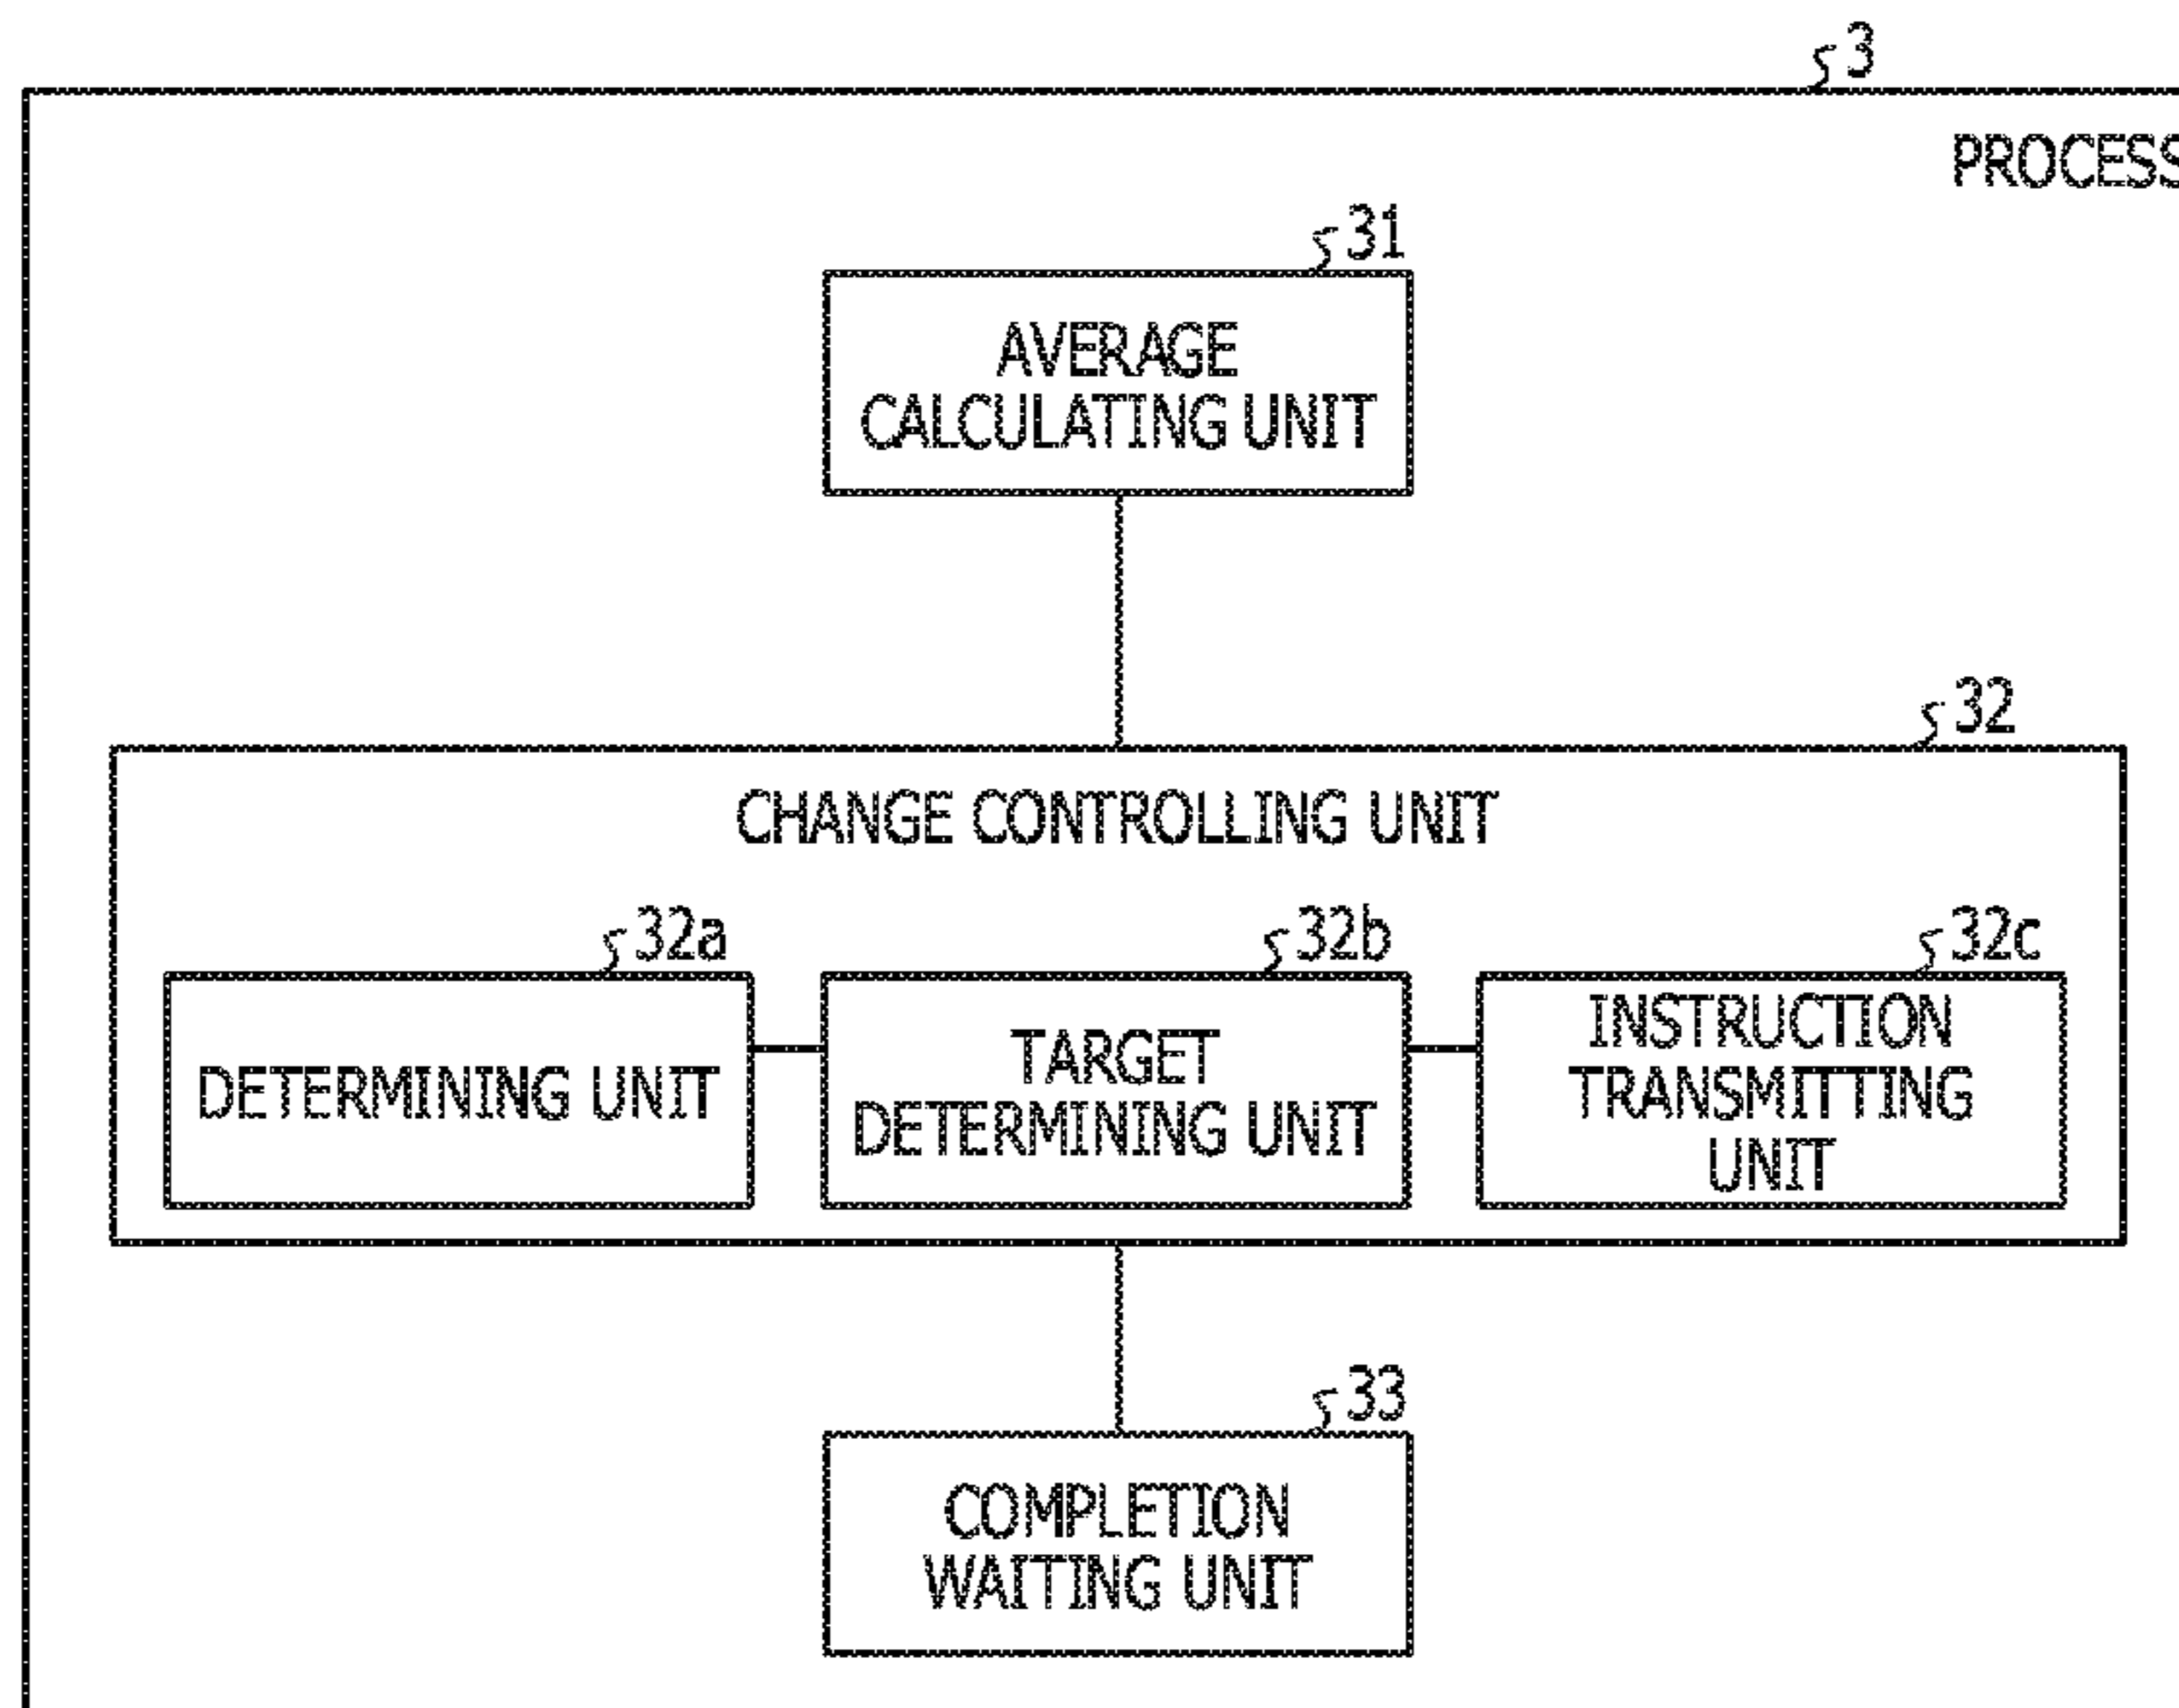 3
PROCESS
31
AVERAGE
CALCULATING UNIT
32
CHANGE CONTROLLING UNIT
32a
32b
32c
DETERMINING UNIT
TARGET
DETERMINING UNIT
INSTRUCTION
TRANSMITTING
UNIT
33
COMPLETION
WAITING UNIT